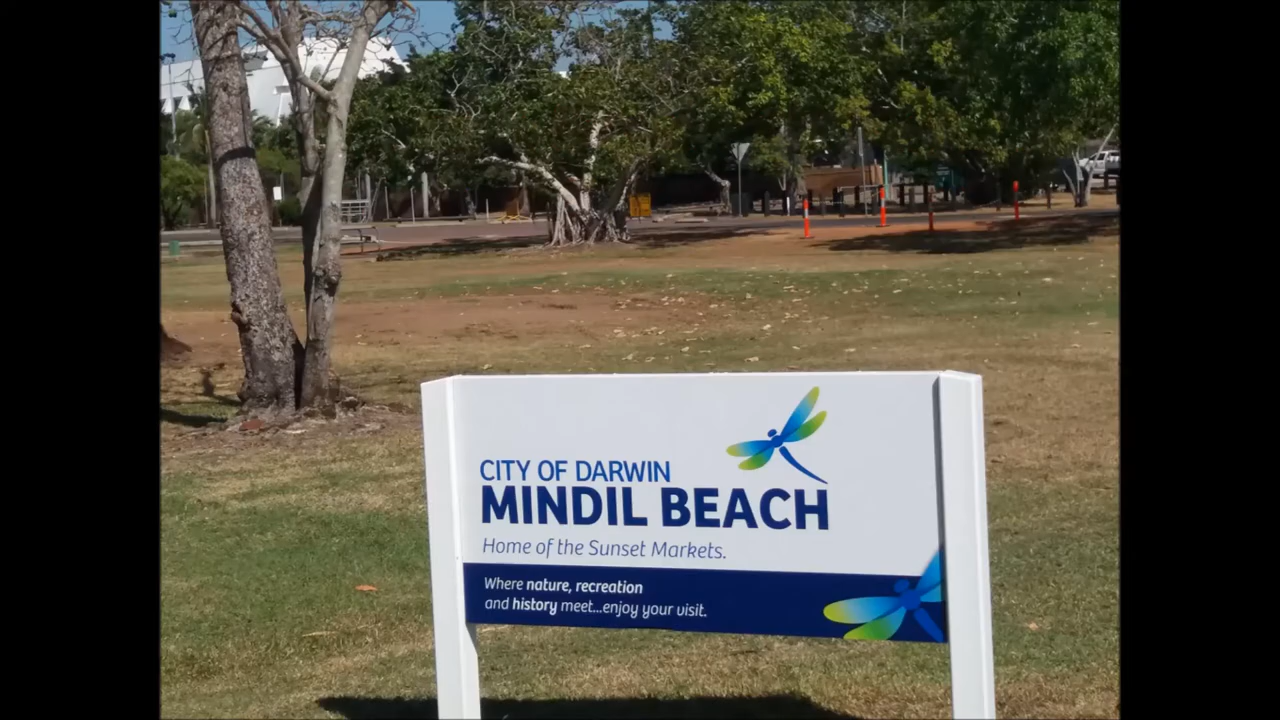 CITY OF DARWIN
MINDIL BEACH
Home of the Sunset Markets.
Where nature, recreation
and history meet...enjoy your visit.